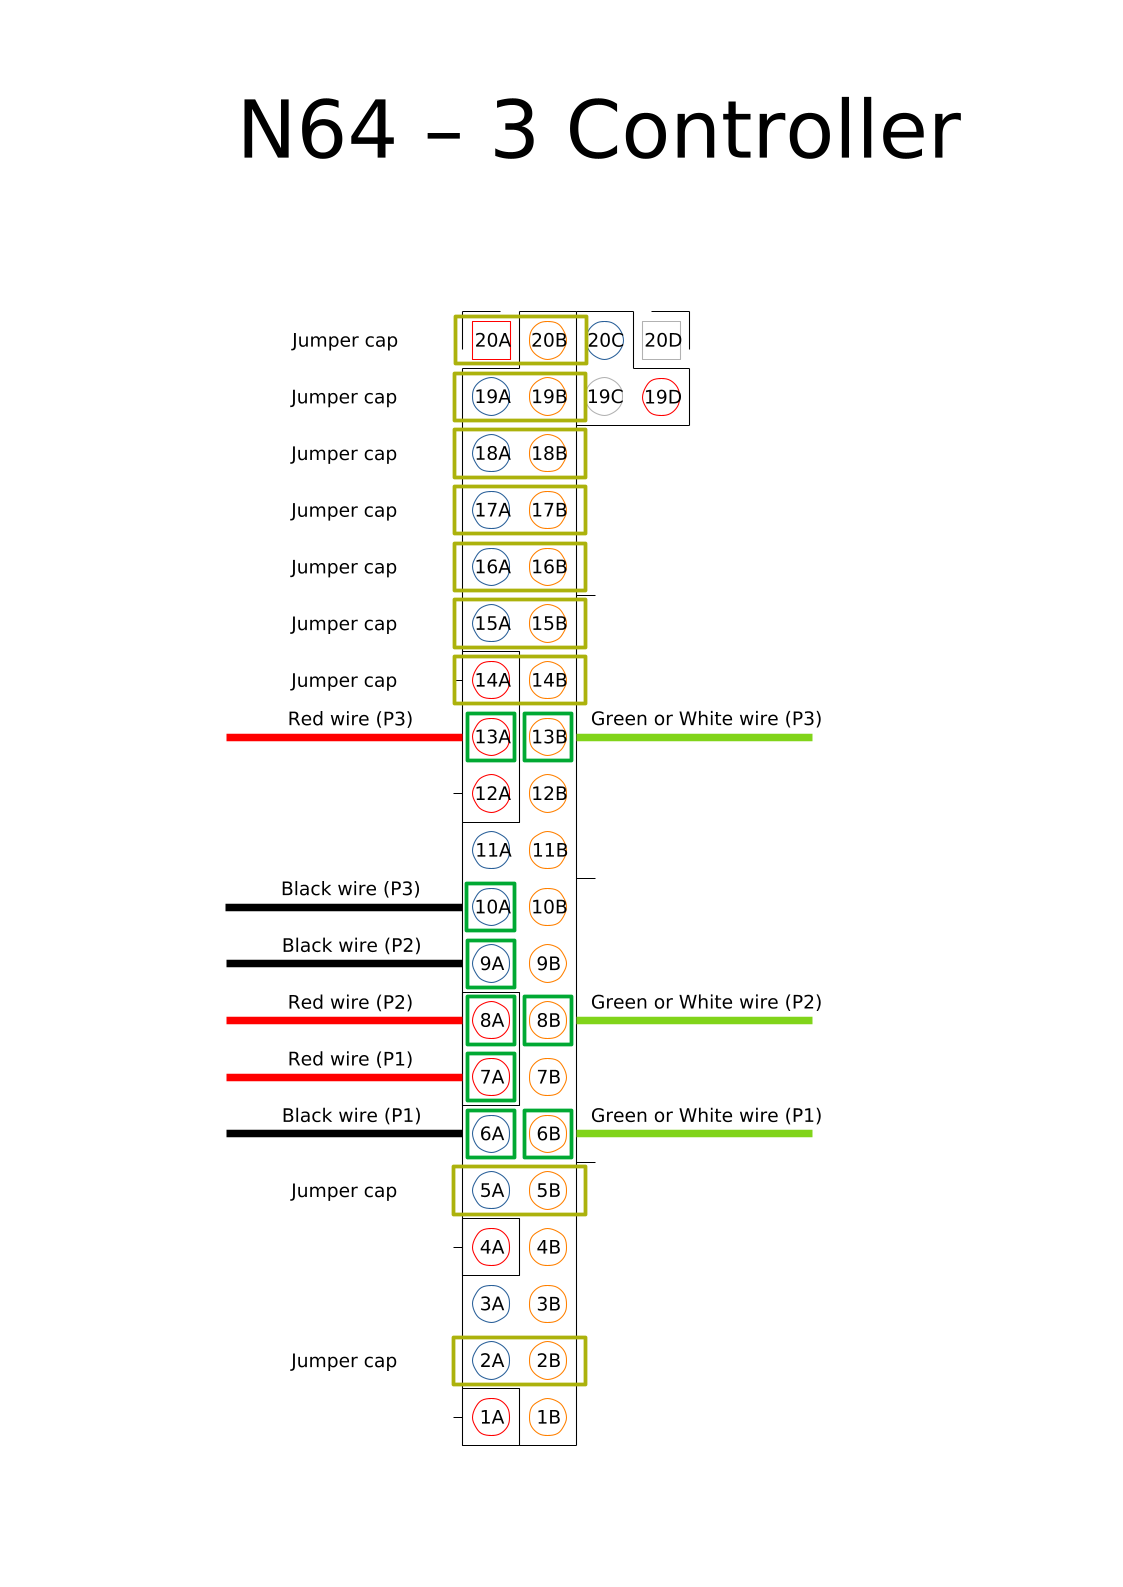 N64 – 3 Controller
Jumper cap 20A 20B 20C 20D
Jumper cap 19A 19B 19C 19D
Jumper cap 18A 18B
Jumper cap 17A 17B
Jumper cap 16A 16B
Jumper cap 15A 15B
Jumper cap 14A 14B
Red wire (P3) Green or White wire (P3)
13A 13B
12A 12B
11A 11B
Black wire (P3)
10A 10B
Black wire (P2)
9A 9B
Red wire (P2) Green or White wire (P2)
8A 8B
Red wire (P1)
7A 7B
Black wire (P1) Green or White wire (P1)
6A 6B
Jumper cap 5A 5B
4A 4B
3A 3B
Jumper cap 2A 2B
1A 1B